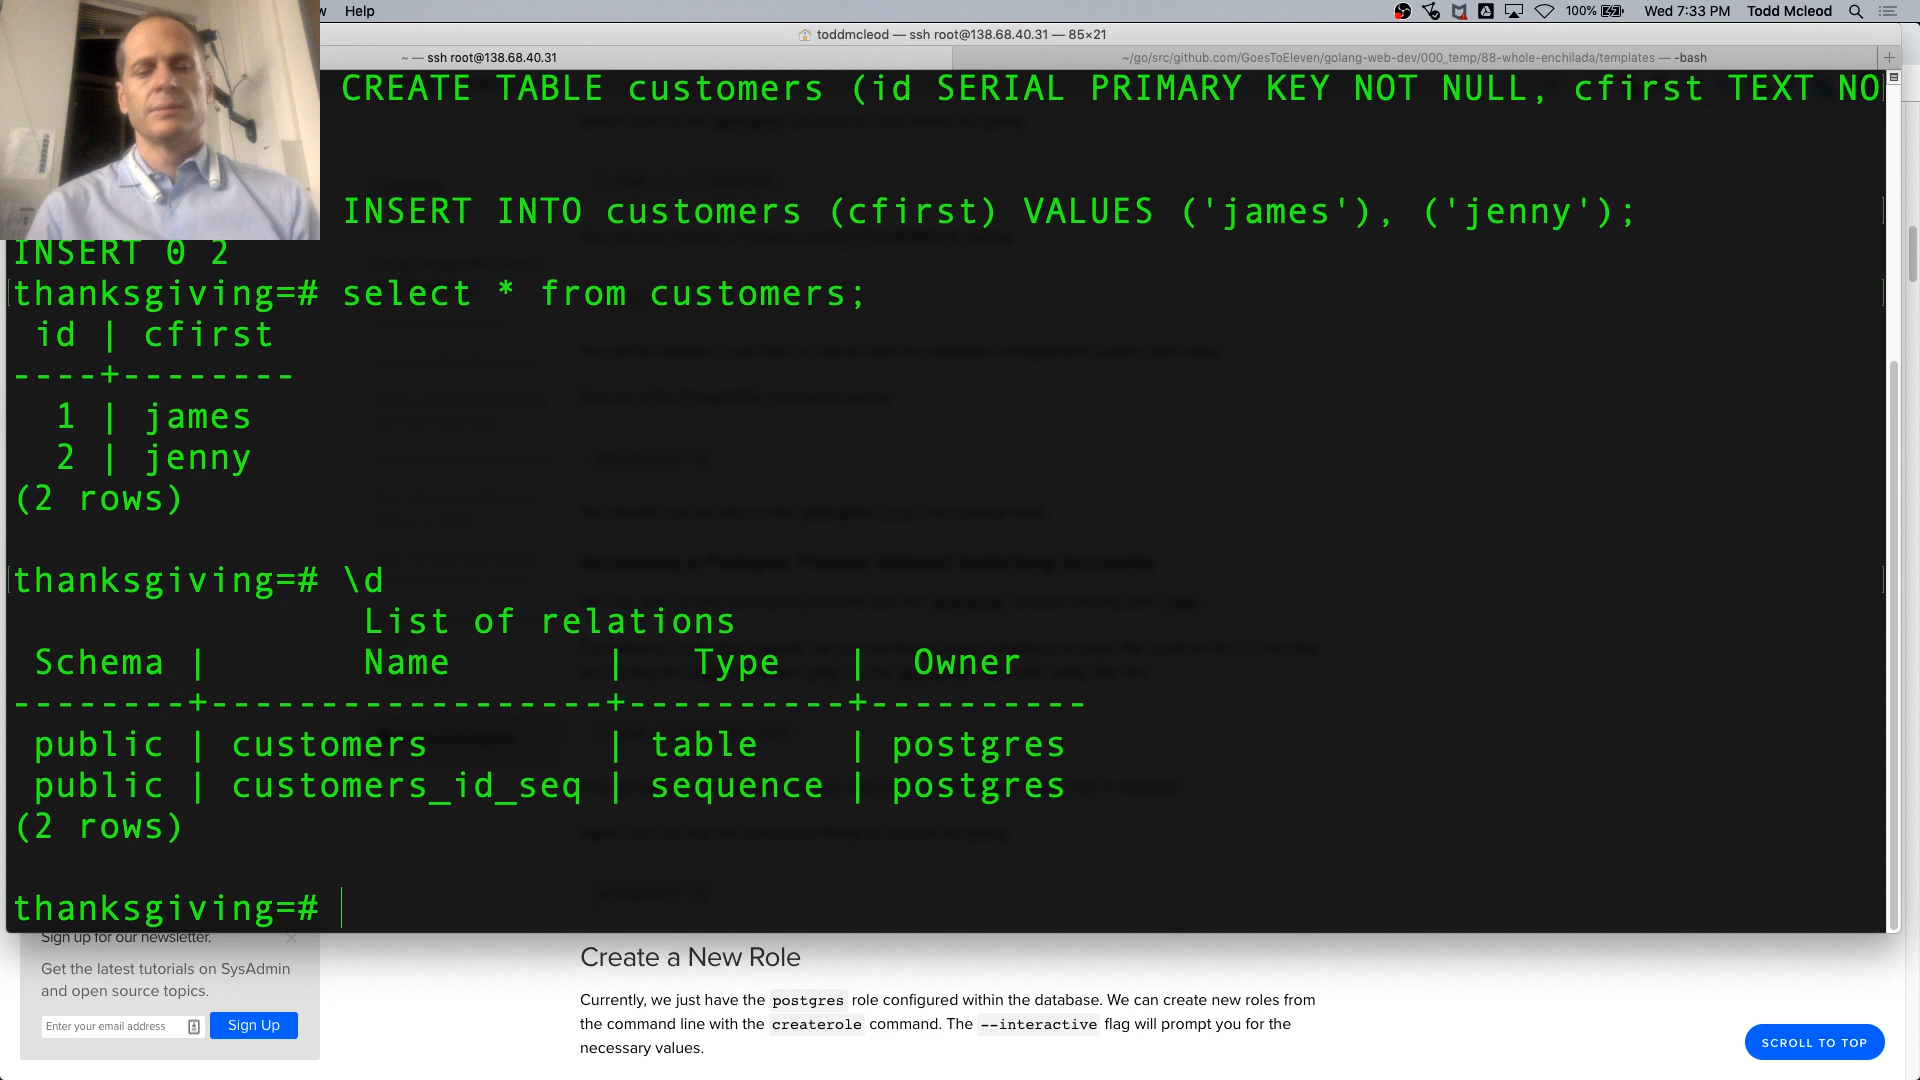 w Help
100% Wed 7:33 PM Todd Mcleod
toddmcleod — ssh root@138.68.40.31 — 85×21
~ — ssh root@138.68.40.31
~/go/src/github.com/GoesToEleven/golang-web-dev/000_temp/88-whole-enchilada/templates — -bash
CREATE TABLE customers (id SERIAL PRIMARY KEY NOT NULL, cfirst TEXT NO
INSERT INTO customers (cfirst) VALUES ('james'), ('jenny');
INSERT 0 2
thanksgiving=# select * from customers;
id | cfirst
----+--------
1 | james
2 | jenny
(2 rows)
thanksgiving=# \d
List of relations
Schema | Name | Type | Owner
--------+------------------+----------+----------
public | customers | table | postgres
public | customers_id_seq | sequence | postgres
(2 rows)
thanksgiving=#
Sign up for our newsletter.
Get the latest tutorials on SysAdmin
and open source topics.
Enter your email address Sign Up
Create a New Role
Currently, we just have the postgres role configured within the database. We can create new roles from
the command line with the createrole command. The --interactive flag will prompt you for the
necessary values.
SCROLL TO TOP